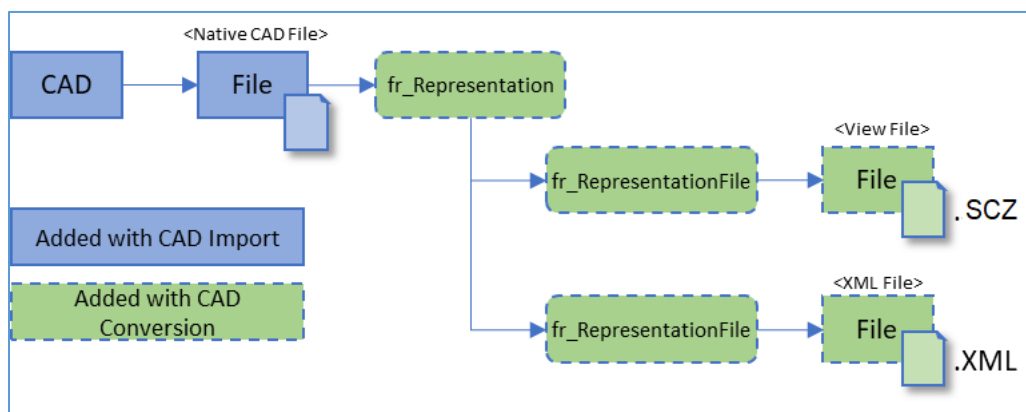 <Native CAD File>
CAD
File
fr_Representation
<View File>
fr_RepresentationFile
File
. SCZ
Added with CAD Import
<XML File>
Added with CAD
Conversion
fr_RepresentationFile
File
.XML